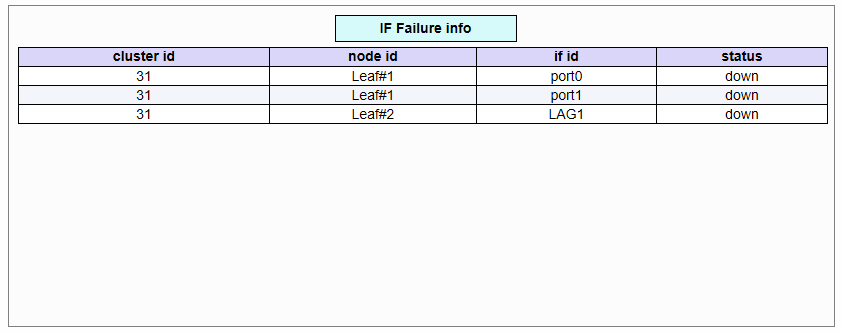 IF Failure info
cluster id node id if id status
31 Leaf#1 port0 down
31 Leaf#1 port1 down
31 Leaf#2 LAG1 down